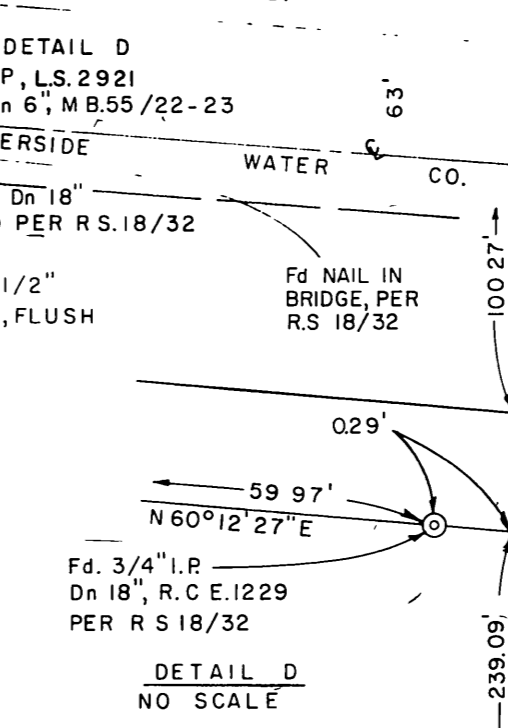 DETAIL D
P, L.S. 2921
n 6", M B.55/22-23
63'
ERSIDE WATER CO.
Dn 18"
PER R S.18/32
1/2"
, FLUSH
Fd NAIL IN
BRIDGE, PER
R.S 18/32
100 27'
0.29'
59 97'
N 60°12'27"E
Fd. 3/4" I.P.
Dn 18", R.C E.1229
PER R S 18/32
239.09'
DETAIL D
NO SCALE